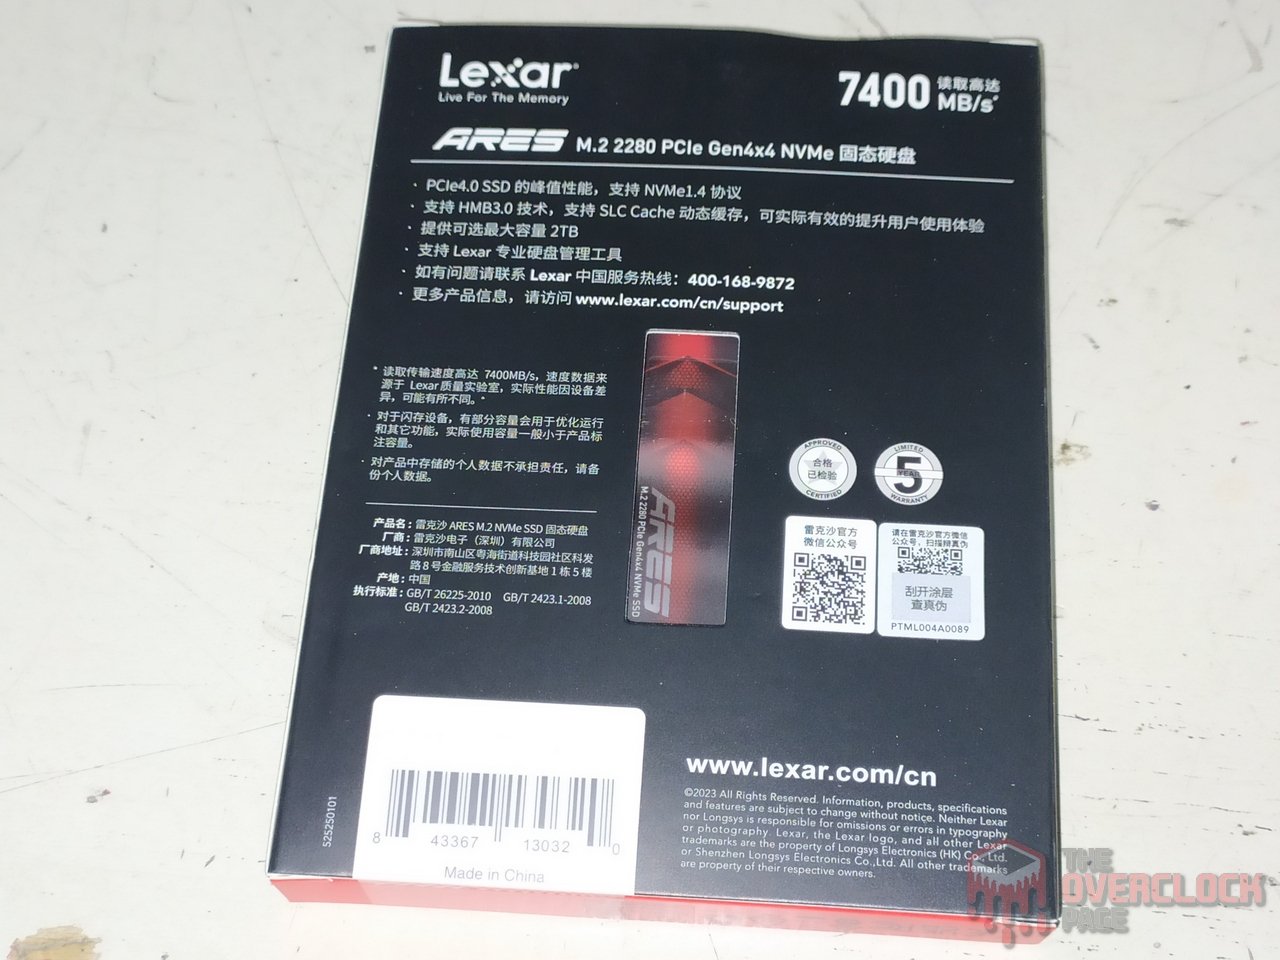 Lexar
Live For The Memory
7400 读取高达
MB/s*
ARES M.2 2280 PCIe Gen4x4 NVMe 固态硬盘
· PCIe4.0 SSD 的峰值性能，支持 NVMe1.4 协议
· 支持 HMB3.0 技术，支持 SLC Cache 动态缓存，可实际有效的提升用户使用体验
· 提供可选最大容量 2TB
· 支持 Lexar 专业硬盘管理工具
· 如有问题请联系 Lexar 中国服务热线：400-168-9872
· 更多产品信息，请访问 www.lexar.com/cn/support
* 读取传输速度高达 7400MB/s，速度数据来
源于 Lexar质量实验室，实际性能因设备差
异，可能有所不同。*
· 对于闪存设备，有部分容量会用于优化运行
和其它功能，实际使用容量一般小于产品标
注容量。
· 对产品中存储的个人数据不承担责任，请备
份个人数据。
产品名：雷克沙 ARES M.2 NVMe SSD 固态硬盘
厂商：雷克沙电子（深圳）有限公司
厂商地址：深圳市南山区粤海街道科技园社区科发
路 8 号金融服务技术创新基地 1 栋 5 楼
产地：中国
执行标准：GB/T 26225-2010 GB/T 2423.1-2008
GB/T 2423.2-2008
ARES
M.2 2280 PCIe Gen4x4 NVMe SSD
APPROVED
合格
已检验
CERTIFIED
LIMITED
5
YEAR
WARRANTY
雷克沙官方
微信公众号
请在雷克沙官方微信
公众号，扫描辩真伪
刮开涂层
查真伪
PTML004A0089
525250101
8 43367 13032 0
Made in China
www.lexar.com/cn
©2023 All Rights Reserved. Information, products, specifications
and features are subject to change without notice. Neither Lexar
nor Longsys is responsible for omissions or errors in typography
or photography. Lexar, the Lexar logo, and all other Lexar
trademarks are the property of Longsys Electronics (HK) Co., Ltd.
or Shenzhen Longsys Electronics Co.,Ltd. All other trademarks
are property of their respective owners.
THE
OVERCLOCK
PAGE